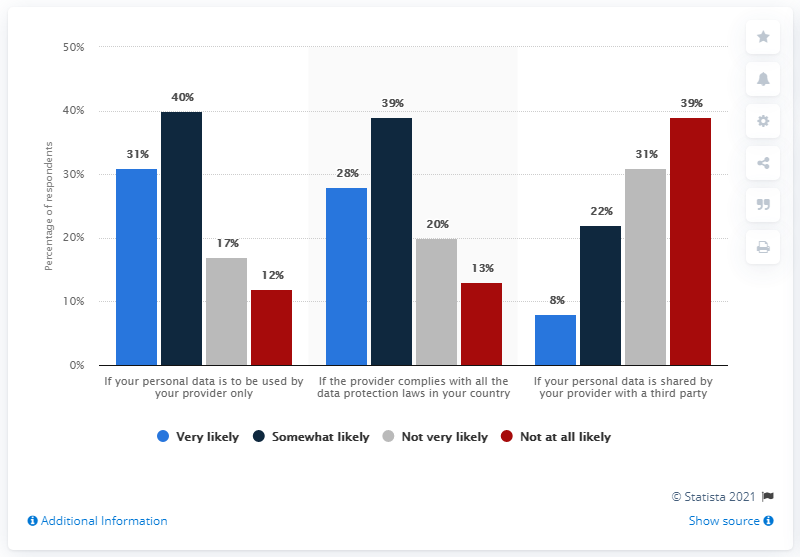 50%
40%
30%
20%
10%
0%
Percentage of respondents
31%
40%
17%
12%
28%
39%
20%
13%
8%
22%
31%
39%
If your personal data is to be used by
your provider only
If the provider complies with all the
data protection laws in your country
If your personal data is shared by
your provider with a third party
Very likely
Somewhat likely
Not very likely
Not at all likely
© Statista 2021
Additional Information
Show source